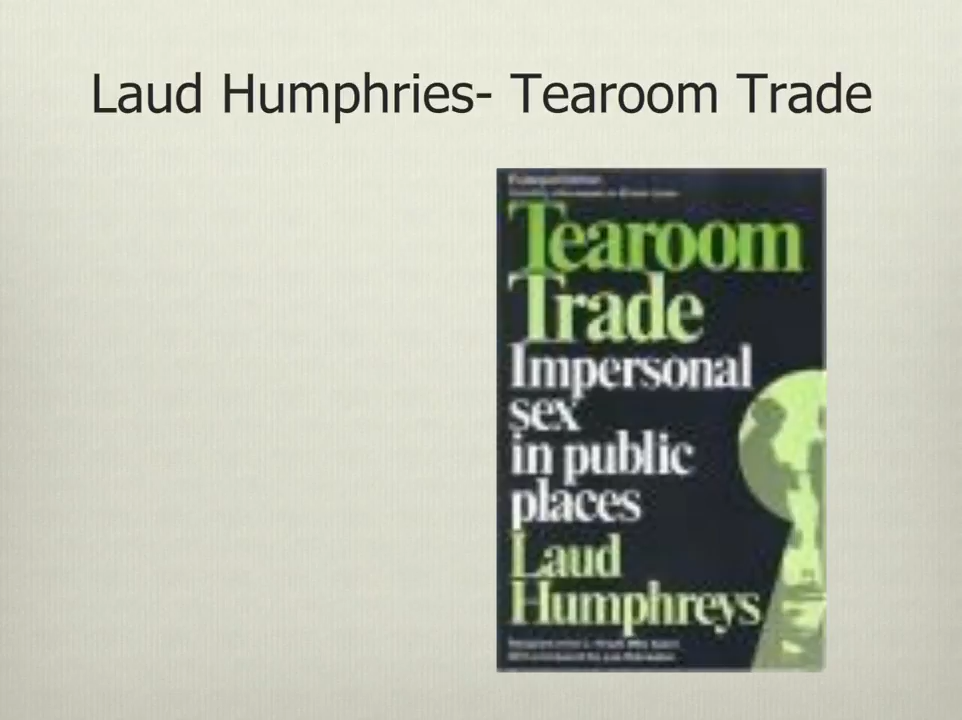 Laud Humphries- Tearoom Trade
Tearoom
Trade
Impersonal
sex
in public
places
Laud
Humphreys